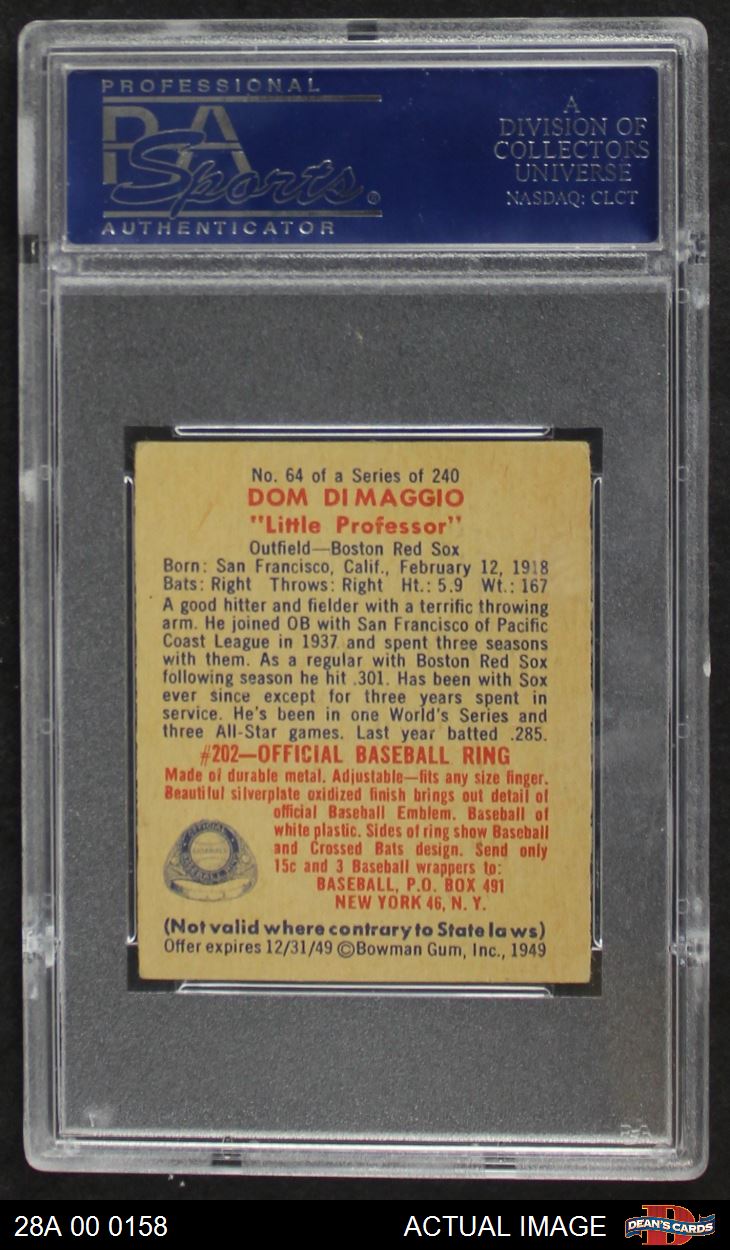 PROFESSIONAL
PSA
Sports®
AUTHENTICATOR
A
DIVISION OF
COLLECTORS
UNIVERSE
NASDAQ: CLCT
No. 64 of a Series of 240
DOM DI MAGGIO
"Little Professor"
Outfield—Boston Red Sox
Born: San Francisco, Calif., February 12, 1918
Bats: Right Throws: Right Ht.: 5.9 Wt.: 167
A good hitter and fielder with a terrific throwing
arm. He joined OB with San Francisco of Pacific
Coast League in 1937 and spent three seasons
with them. As a regular with Boston Red Sox
following season he hit .301. Has been with Sox
ever since except for three years spent in
service. He's been in one World's Series and
three All-Star games. Last year batted .285.
#202—OFFICIAL BASEBALL RING
Made of durable metal. Adjustable—fits any size finger.
Beautiful silverplate oxidized finish brings out detail of
official Baseball Emblem. Baseball of
white plastic. Sides of ring show Baseball
and Crossed Bats design. Send only
15c and 3 Baseball wrappers to:
BASEBALL, P.O. BOX 491
NEW YORK 46, N. Y.
OFFICIAL
BASEBALL RING
(Not valid where contrary to State laws)
Offer expires 12/31/49 ©Bowman Gum, Inc., 1949
PSA
28A 00 0158
ACTUAL IMAGE
D
DEAN'S CARDS